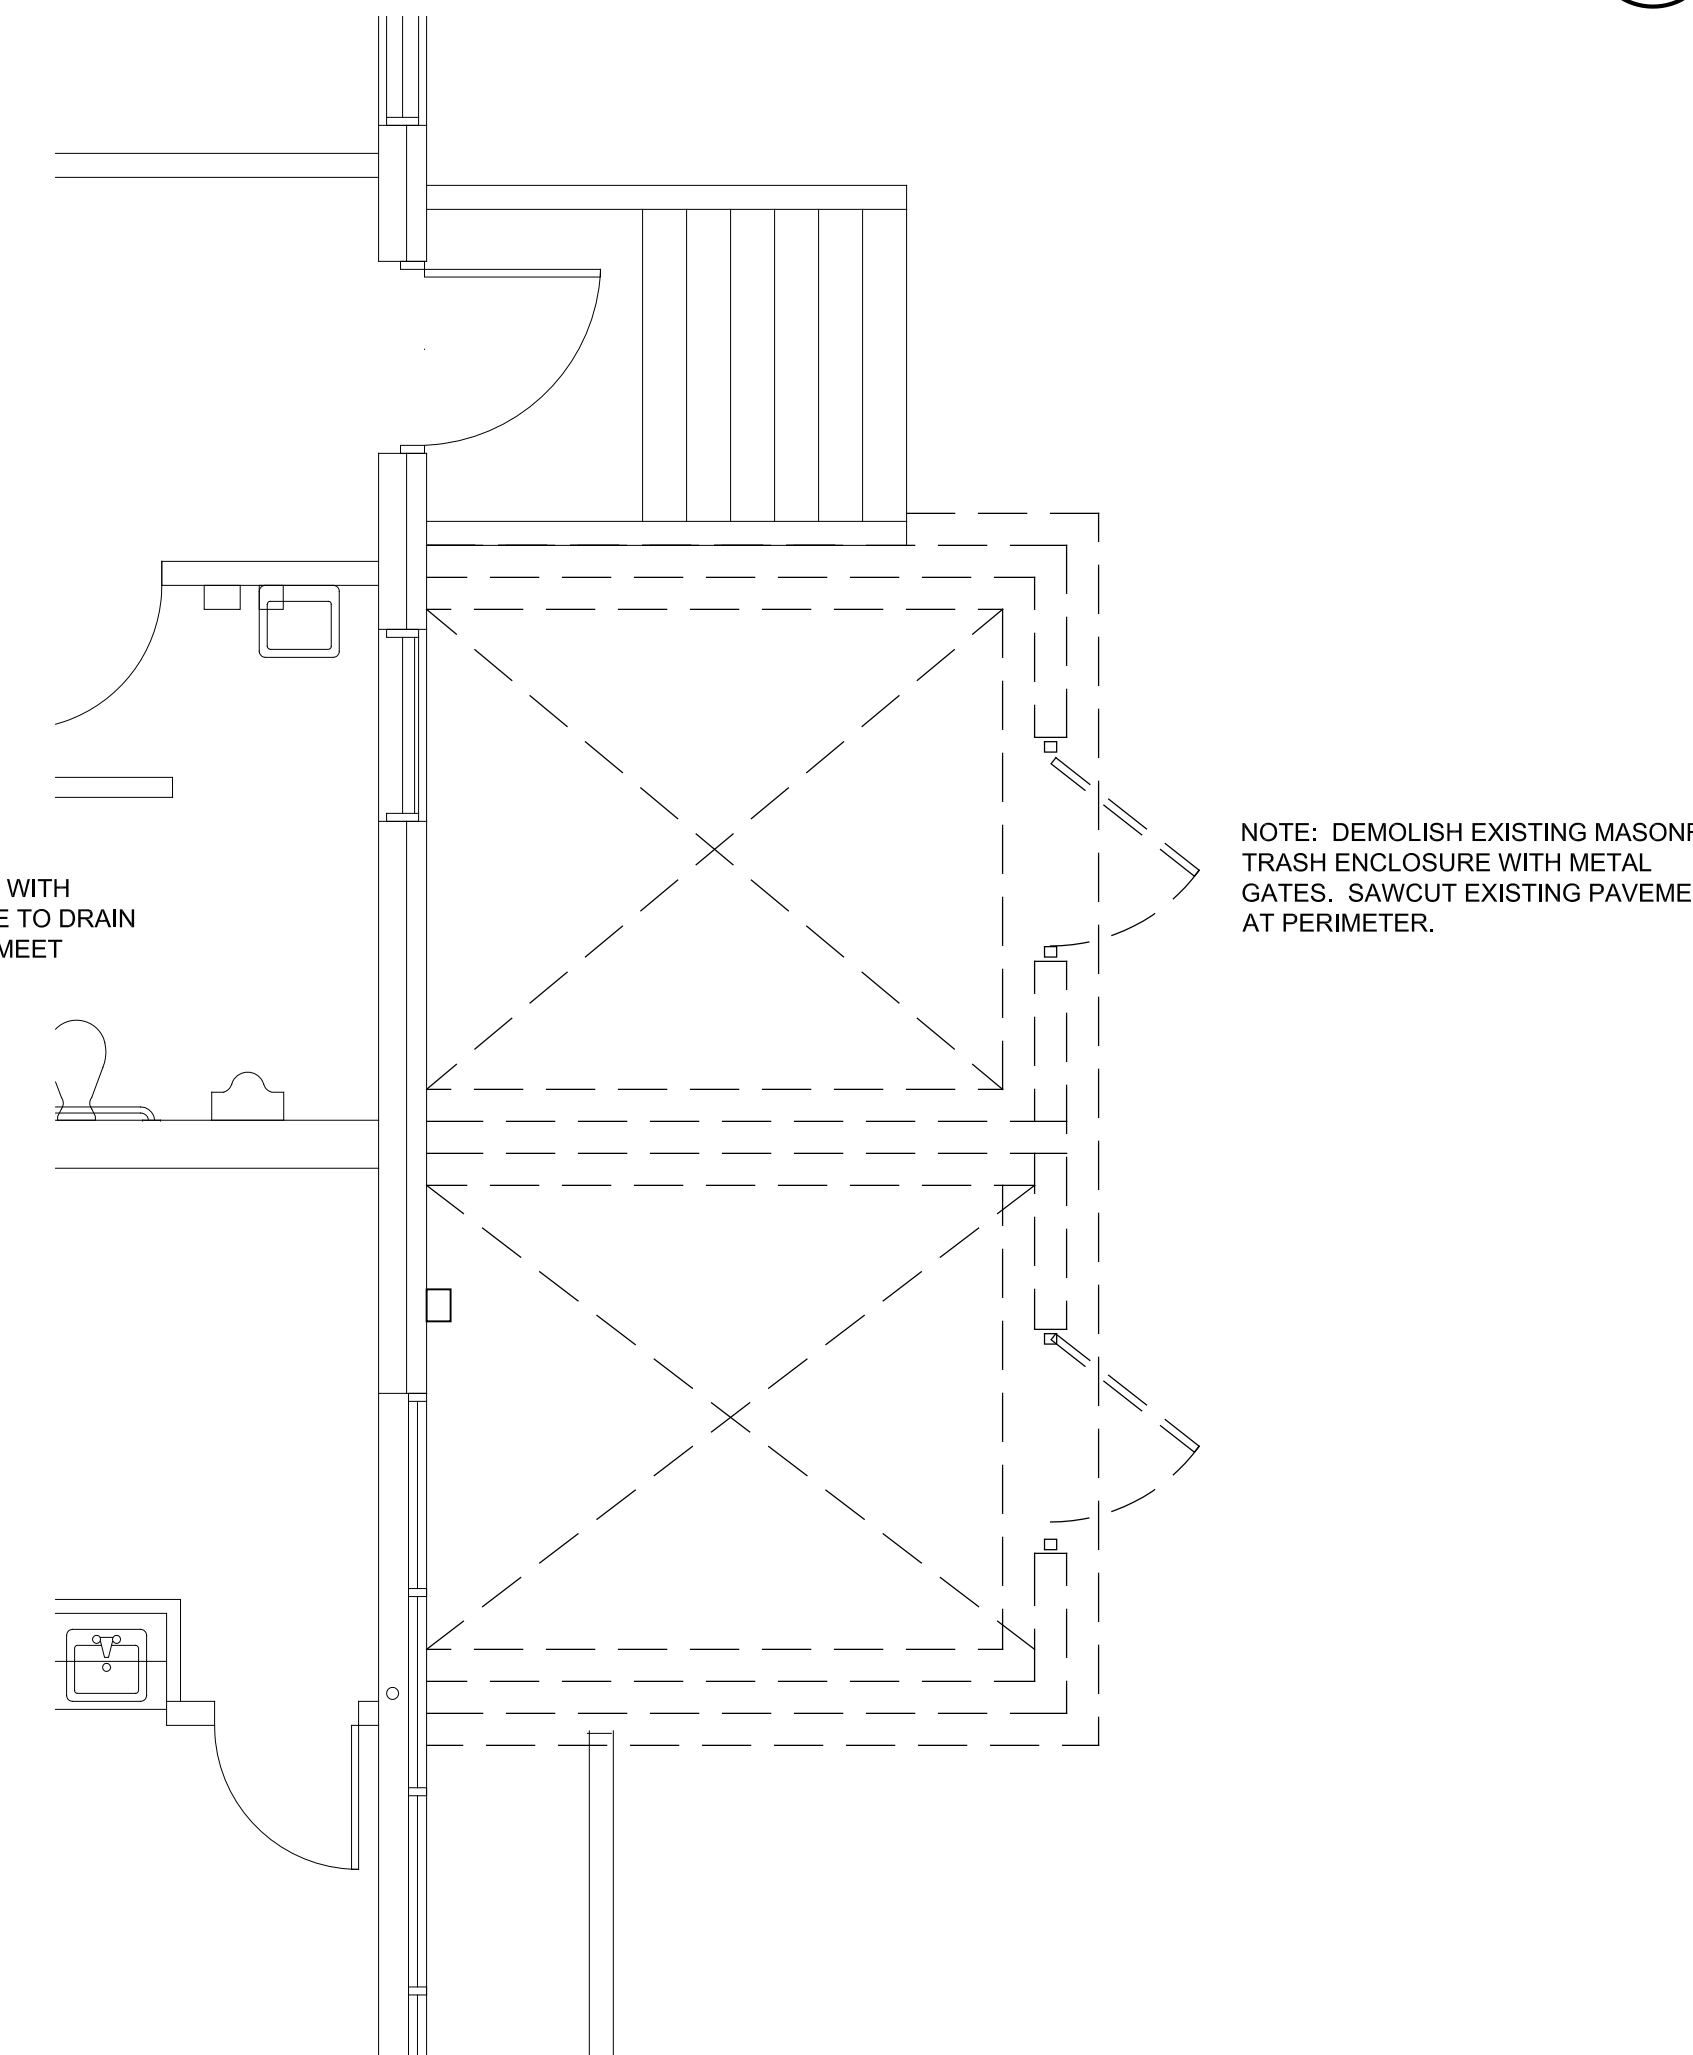 WITH
E TO DRAIN
MEET
NOTE: DEMOLISH EXISTING MASONR
TRASH ENCLOSURE WITH METAL
GATES. SAWCUT EXISTING PAVEME
AT PERIMETER.